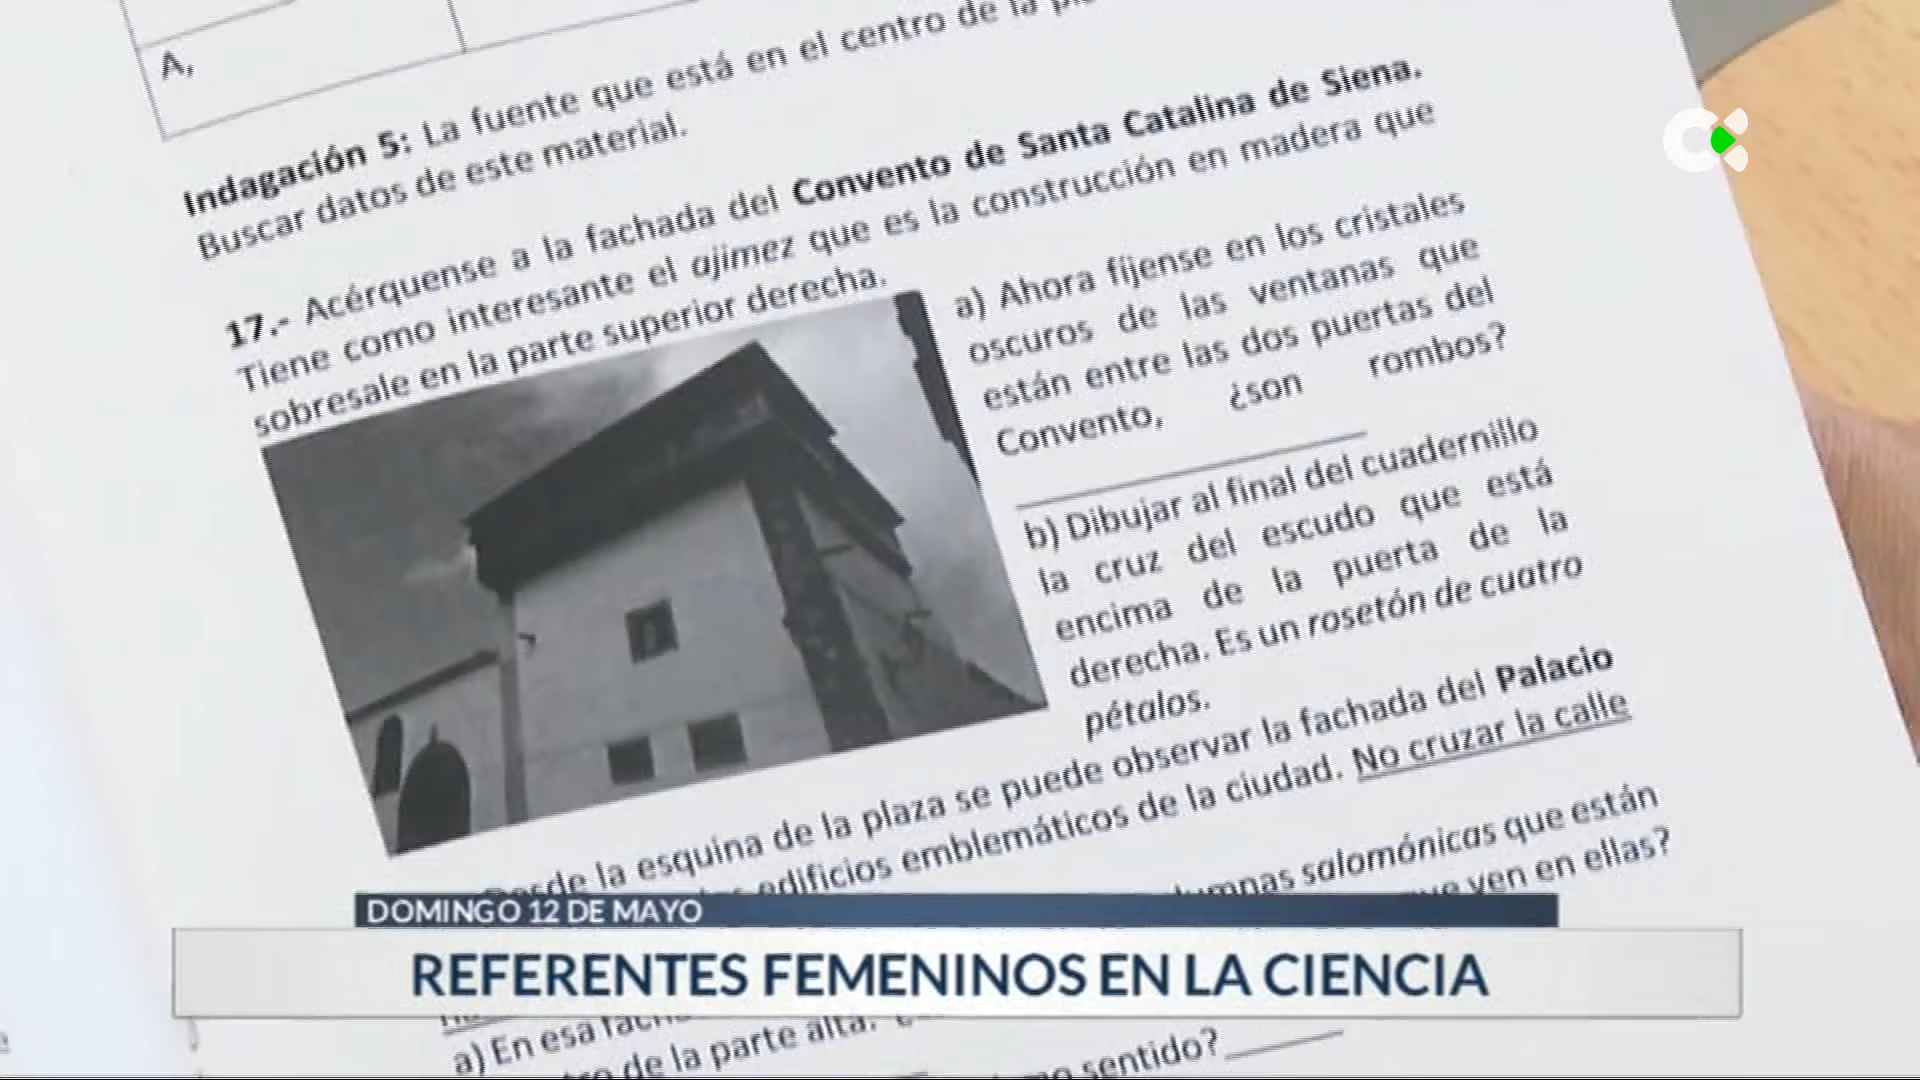 A,
Indagación 5: La fuente que está en el centro de la
Buscar datos de este material.
17.- Acérquense a la fachada del Convento de Santa Catalina de Siena.
Tiene como interesante el ajimez que es la construcción en madera que
sobresale en la parte superior derecha.
a) Ahora fíjense en los cristales
oscuros de las ventanas que
están entre las dos puertas del
Convento, ¿son rombos?
b) Dibujar al final del cuadernillo
la cruz del escudo que está
encima de la puerta de la
derecha. Es un rosetón de cuatro
pétalos.
Desde la esquina de la plaza se puede observar la fachada del Palacio
edificios emblemáticos de la ciudad. No cruzar la calle
salomónicas que están
ven en ellas?
DOMINGO 12 DE MAYO
REFERENTES FEMENINOS EN LA CIENCIA
a) En esa
de la parte alta.
sentido?